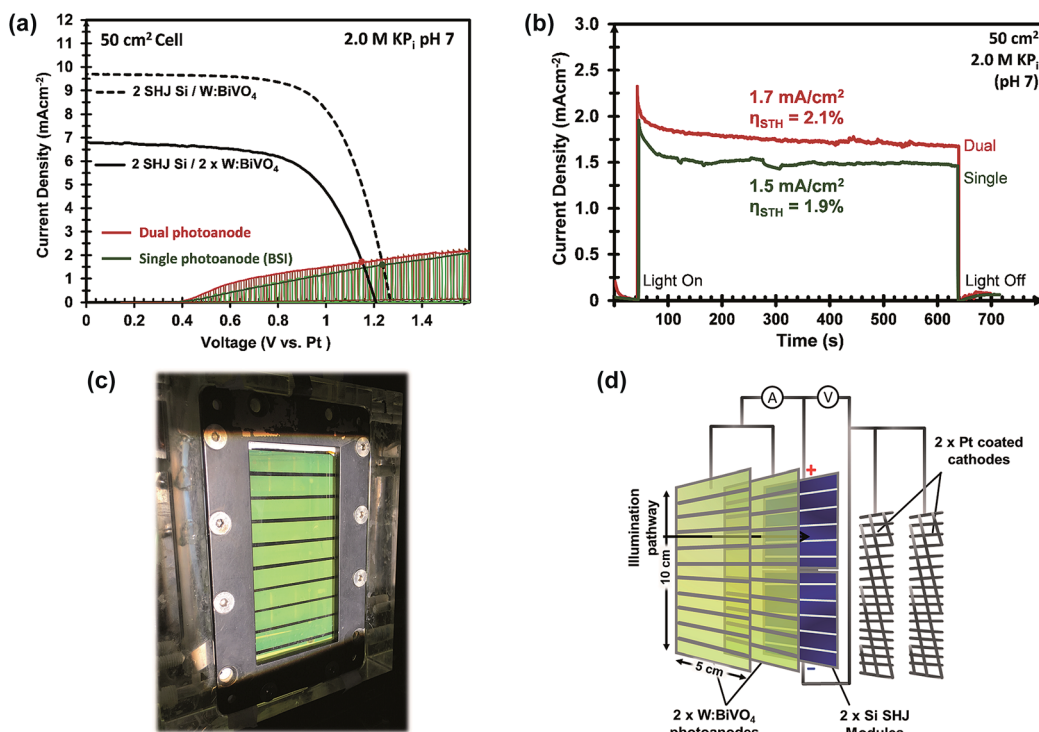 (a)
12
11
10
9
8
7
6
5
4
3
2
1
0
Current Density (mAcm⁻²)
50 cm² Cell
2.0 M KPᵢ pH 7
2 SHJ Si / W:BiVO₄
2 SHJ Si / 2 x W:BiVO₄
Dual photoanode
Single photoanode (BSI)
0 0.2 0.4 0.6 0.8 1 1.2 1.4
Voltage (V vs. Pt )
(b)
3.0
2.5
2.0
1.5
1.0
0.5
0.0
Current Density (mAcm⁻²)
50 cm²
2.0 M KPᵢ
(pH 7)
1.7 mA/cm²
η_STH = 2.1%
Dual
Single
1.5 mA/cm²
η_STH = 1.9%
Light On
Light Off
0 100 200 300 400 500 600 700
Time (s)
(c)
(d)
A
V
2 x Pt coated
cathodes
+
Illumination
pathway
10 cm
5 cm
–
2 x W:BiVO₄
photoanodes
2 x Si SHJ
Modules